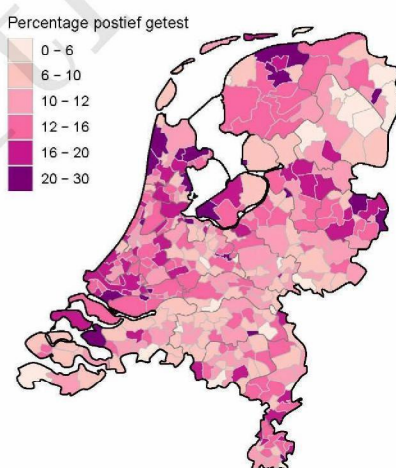 Percentage postief getest
0 – 6
6 – 10
10 – 12
12 – 16
16 – 20
20 – 30